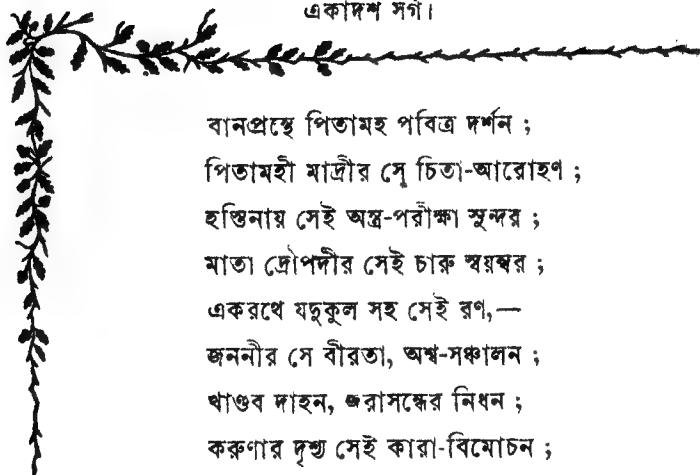 একাদশ সর্গ।
বানপ্রস্থে পিতামহ পবিত্র দর্শন ;
পিতামহী মাদ্রীর সে চিতা-আরোহণ ;
হস্তিনায় সেই অস্ত্র-পরীক্ষা সুন্দর ;
মাতা দ্রৌপদীর সেই চারু স্বয়ম্বর ;
একরথে যদুকুল সহ সেই রণ,—
জননীর সে বীরতা, অশ্ব-সঞ্চালন ;
খাণ্ডব দাহন, জরাসন্ধের নিধন ;
করুণার দৃশ্য সেই কারা-বিমোচন ;